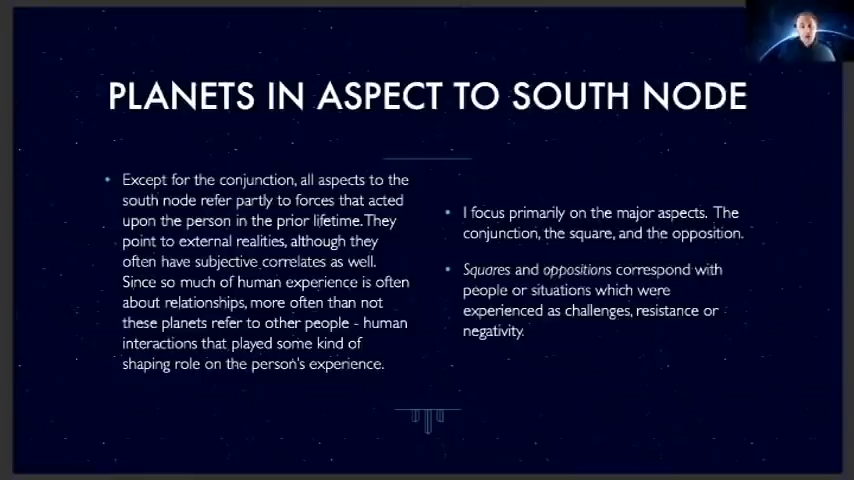 PLANETS IN ASPECT TO SOUTH NODE
• Except for the conjunction, all aspects to the
south node refer partly to forces that acted
upon the person in the prior lifetime. They
point to external realities, although they
often have subjective correlates as well.
Since so much of human experience is often
about relationships, more often than not
these planets refer to other people - human
interactions that played some kind of
shaping role on the person's experience.
• I focus primarily on the major aspects. The
conjunction, the square, and the opposition.
• Squares and oppositions correspond with
people or situations which were
experienced as challenges, resistance or
negativity.